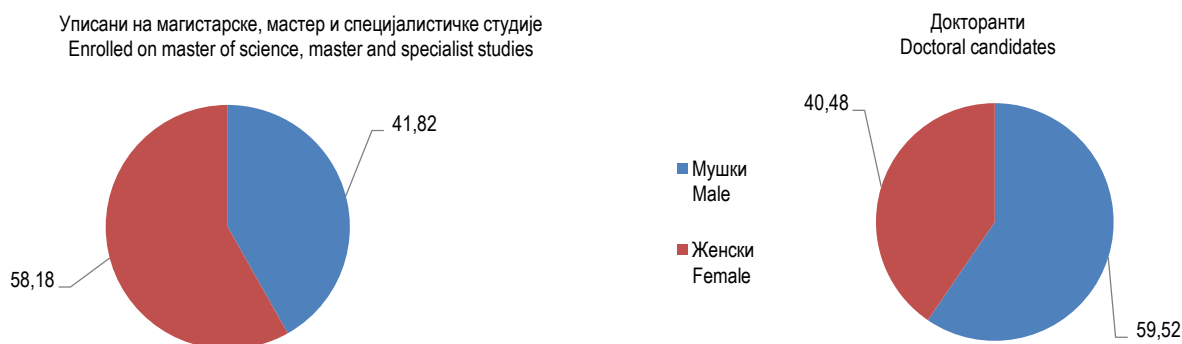 Уписани на магистарске, мастер и специјалистичке студије
Enrolled on master of science, master and specialist studies
41,82
58,18
Мушки
Male
Женски
Female
Докторанти
Doctoral candidates
40,48
59,52